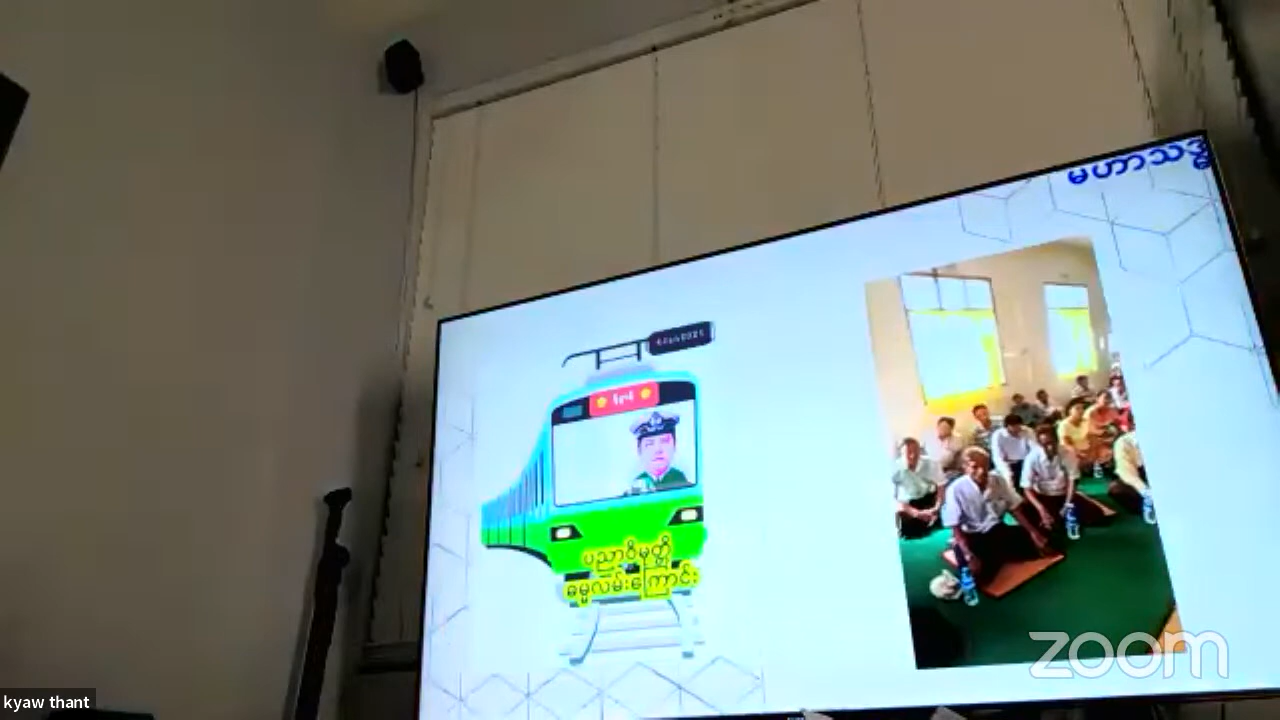 မဟာသဒ္ဓ
ပညာဝိမုတ္တိ
ဓမ္မလမ်းကြောင်း
zoom
kyaw thant